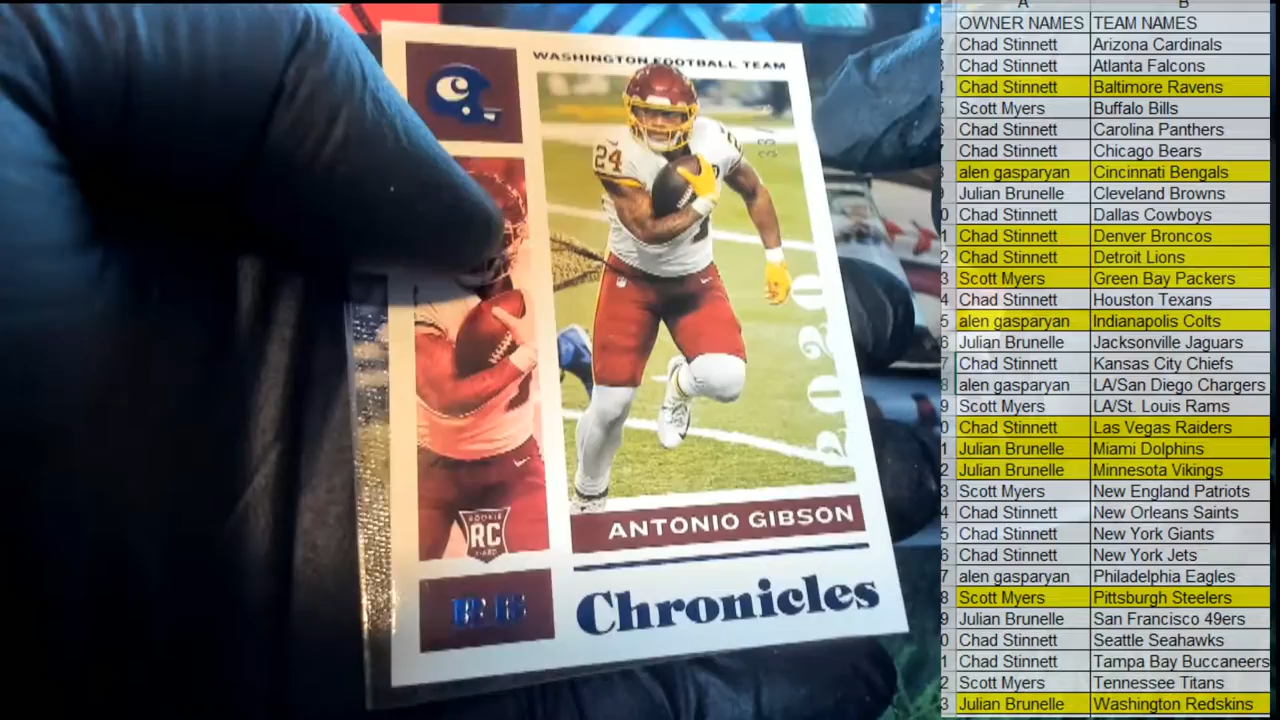 WASHINGTON FOOTBALL TEAM
24
2020
ROOKIE
RC
CARD
ANTONIO GIBSON
RB
Chronicles
A B
OWNER NAMES TEAM NAMES
Chad Stinnett Arizona Cardinals
Chad Stinnett Atlanta Falcons
Chad Stinnett Baltimore Ravens
Scott Myers Buffalo Bills
Chad Stinnett Carolina Panthers
Chad Stinnett Chicago Bears
alen gasparyan Cincinnati Bengals
Julian Brunelle Cleveland Browns
Chad Stinnett Dallas Cowboys
Chad Stinnett Denver Broncos
Chad Stinnett Detroit Lions
Scott Myers Green Bay Packers
Chad Stinnett Houston Texans
alen gasparyan Indianapolis Colts
Julian Brunelle Jacksonville Jaguars
Chad Stinnett Kansas City Chiefs
alen gasparyan LA/San Diego Chargers
Scott Myers LA/St. Louis Rams
Chad Stinnett Las Vegas Raiders
Julian Brunelle Miami Dolphins
Julian Brunelle Minnesota Vikings
Scott Myers New England Patriots
Chad Stinnett New Orleans Saints
Chad Stinnett New York Giants
Chad Stinnett New York Jets
alen gasparyan Philadelphia Eagles
Scott Myers Pittsburgh Steelers
Julian Brunelle San Francisco 49ers
Chad Stinnett Seattle Seahawks
Chad Stinnett Tampa Bay Buccaneers
Scott Myers Tennessee Titans
Julian Brunelle Washington Redskins